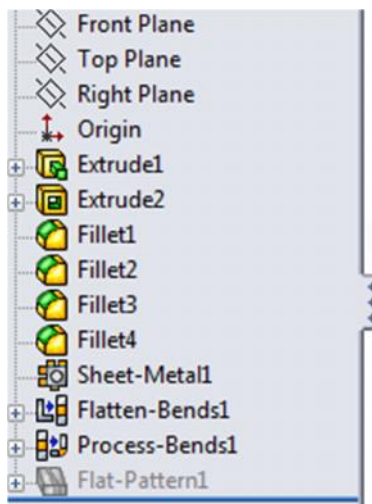 Front Plane
Top Plane
Right Plane
Origin
Extrude1
Extrude2
Fillet1
Fillet2
Fillet3
Fillet4
Sheet-Metal1
Flatten-Bends1
Process-Bends1
Flat-Pattern1